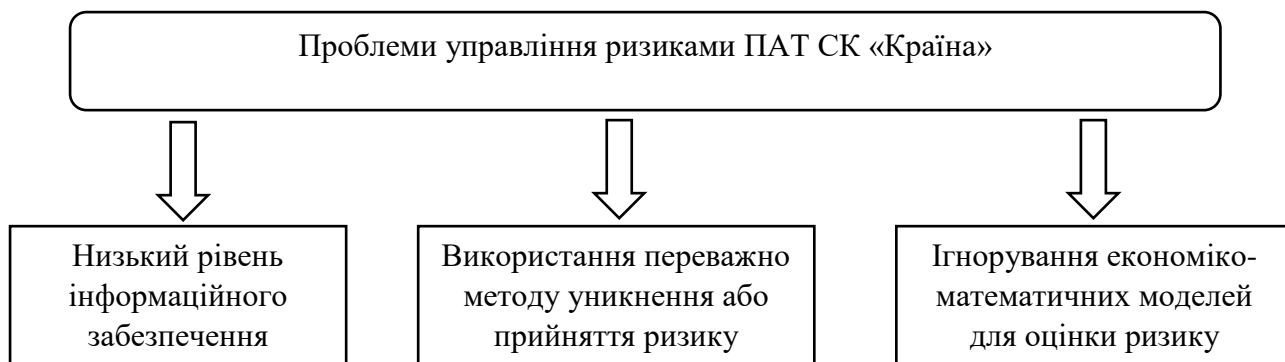 Проблеми управління ризиками ПАТ СК «Країна»
Низький рівень
інформаційного
забезпечення
Використання переважно
методу уникнення або
прийняття ризику
Ігнорування економіко-
математичних моделей
для оцінки ризику